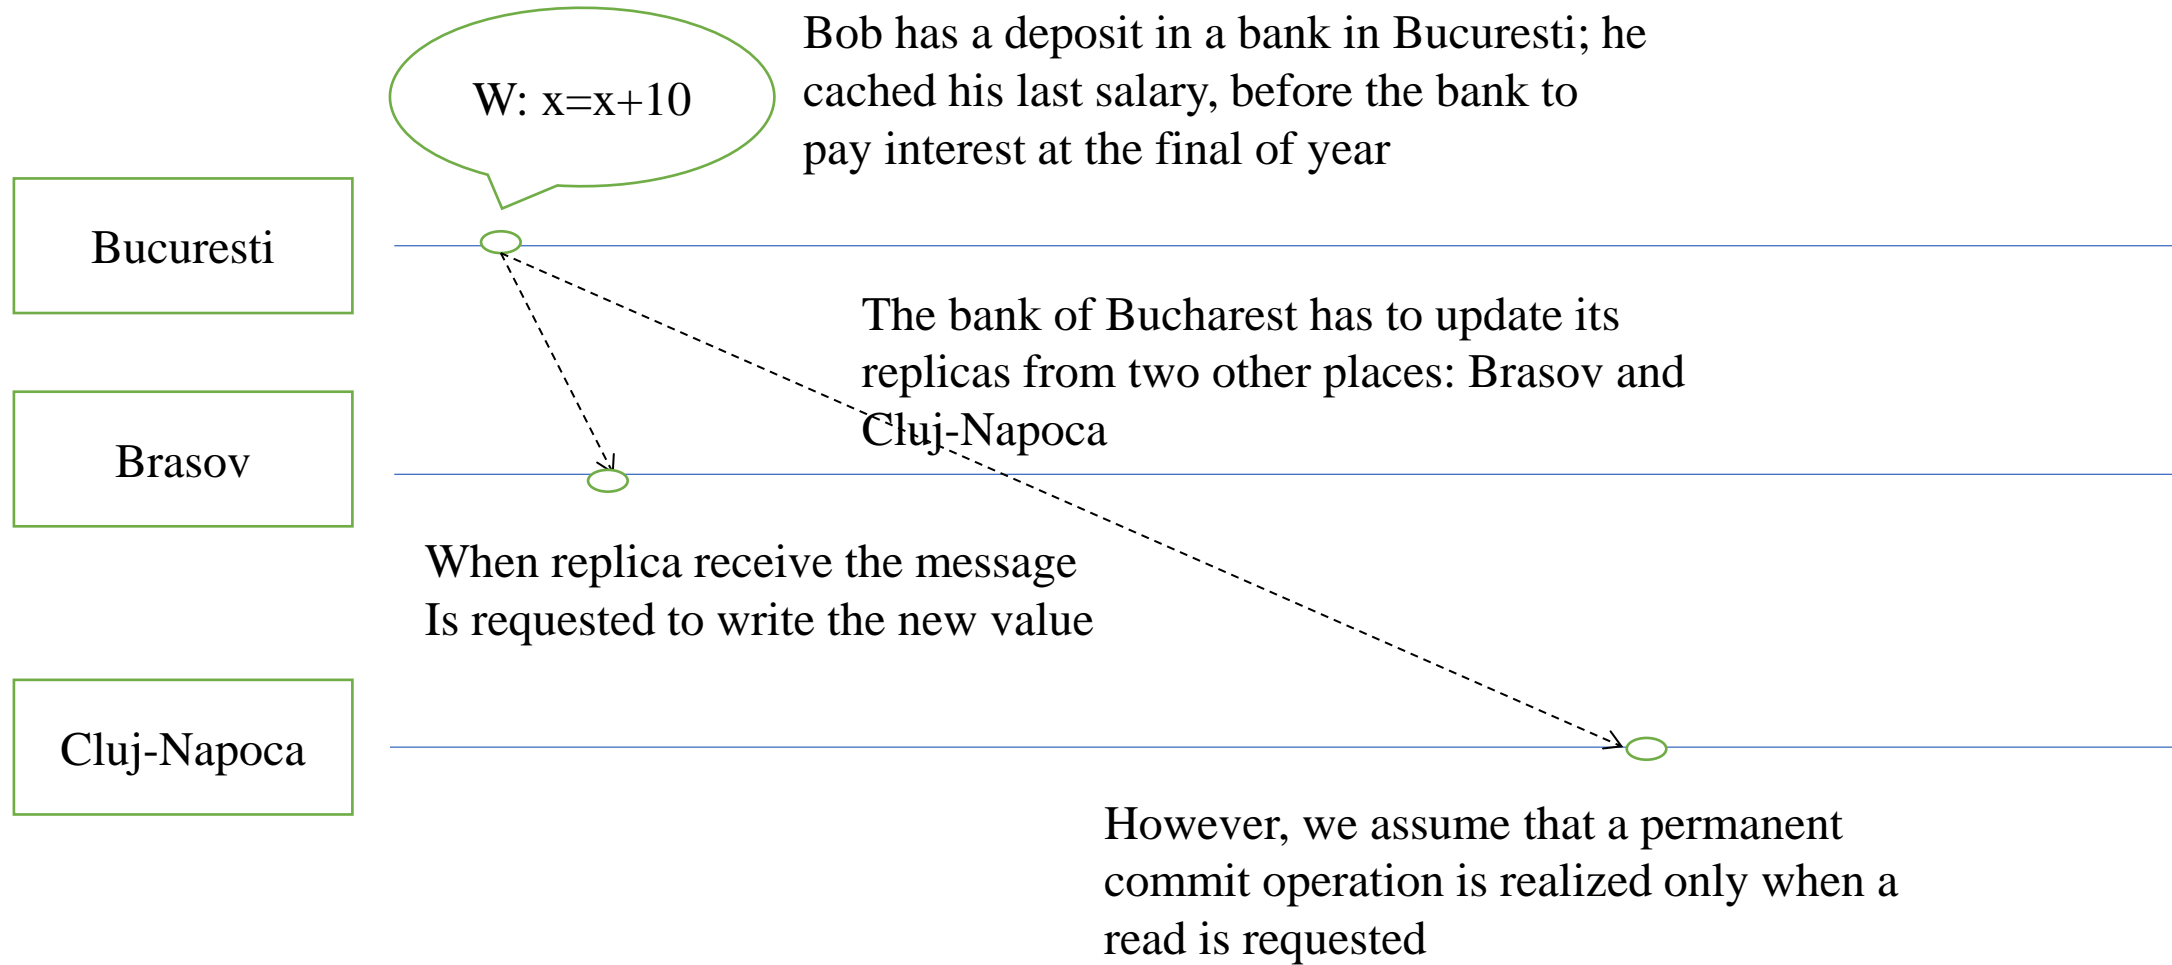 W: x=x+10
Bob has a deposit in a bank in Bucuresti; he
cached his last salary, before the bank to
pay interest at the final of year
Bucuresti
The bank of Bucharest has to update its
replicas from two other places: Brasov and
Cluj-Napoca
Brasov
When replica receive the message
Is requested to write the new value
Cluj-Napoca
However, we assume that a permanent
commit operation is realized only when a
read is requested